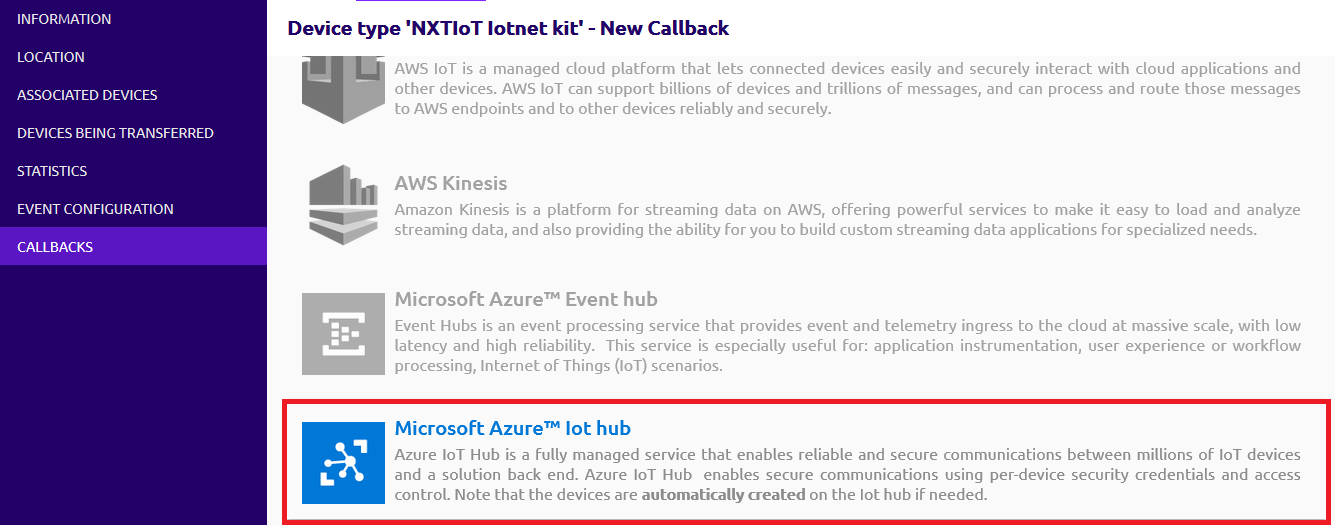 INFORMATION
LOCATION
ASSOCIATED DEVICES
DEVICES BEING TRANSFERRED
STATISTICS
EVENT CONFIGURATION
CALLBACKS
Device type 'NXTIoT Iotnet kit' - New Callback
AWS IoT is a managed cloud platform that lets connected devices easily and securely interact with cloud applications and
other devices. AWS IoT can support billions of devices and trillions of messages, and can process and route those messages
to AWS endpoints and to other devices reliably and securely.
AWS Kinesis
Amazon Kinesis is a platform for streaming data on AWS, offering powerful services to make it easy to load and analyze
streaming data, and also providing the ability for you to build custom streaming data applications for specialized needs.
Microsoft Azure™ Event hub
Event Hubs is an event processing service that provides event and telemetry ingress to the cloud at massive scale, with low
latency and high reliability.  This service is especially useful for: application instrumentation, user experience or workflow
processing, Internet of Things (IoT) scenarios.
Microsoft Azure™ Iot hub
Azure IoT Hub is a fully managed service that enables reliable and secure communications between millions of IoT devices
and a solution back end. Azure IoT Hub  enables secure communications using per-device security credentials and access
control. Note that the devices are automatically created on the Iot hub if needed.